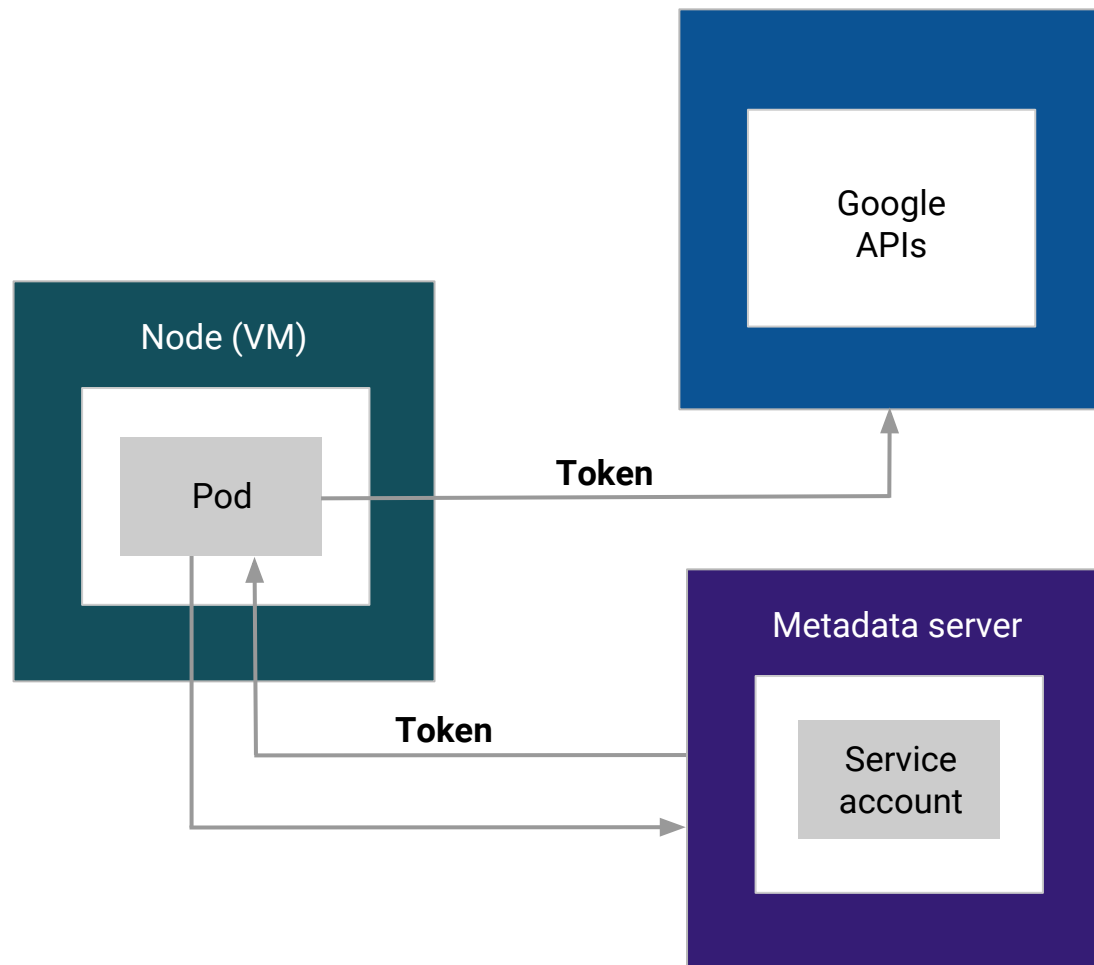 Google
APIs
Node (VM)
Pod
Token
Metadata server
Token
Service
account